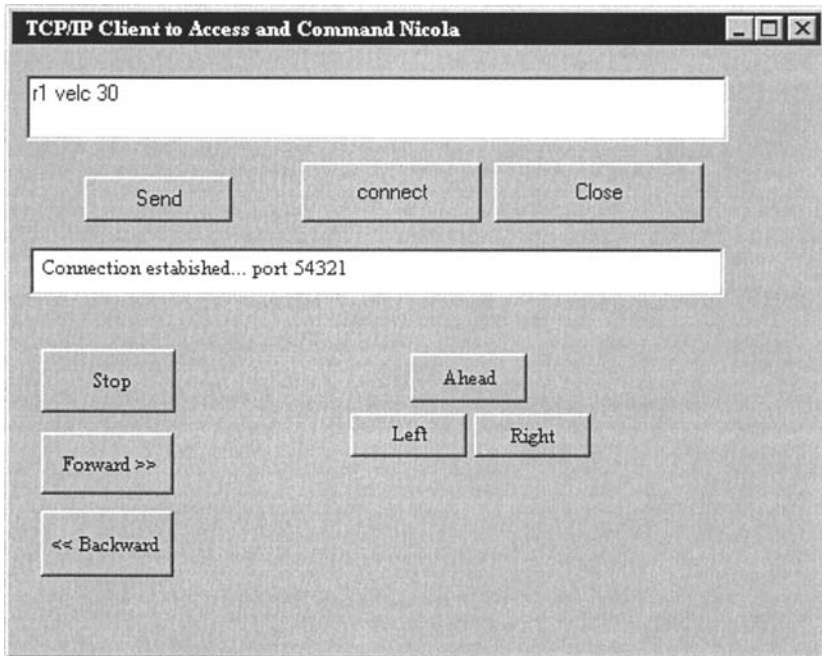 TCP/IP Client to Access and Command Nicola
r1 velc 30
Send
connect
Close
Connection estabished... port 54321
Stop
Ahead
Left
Right
Forward >>
<< Backward